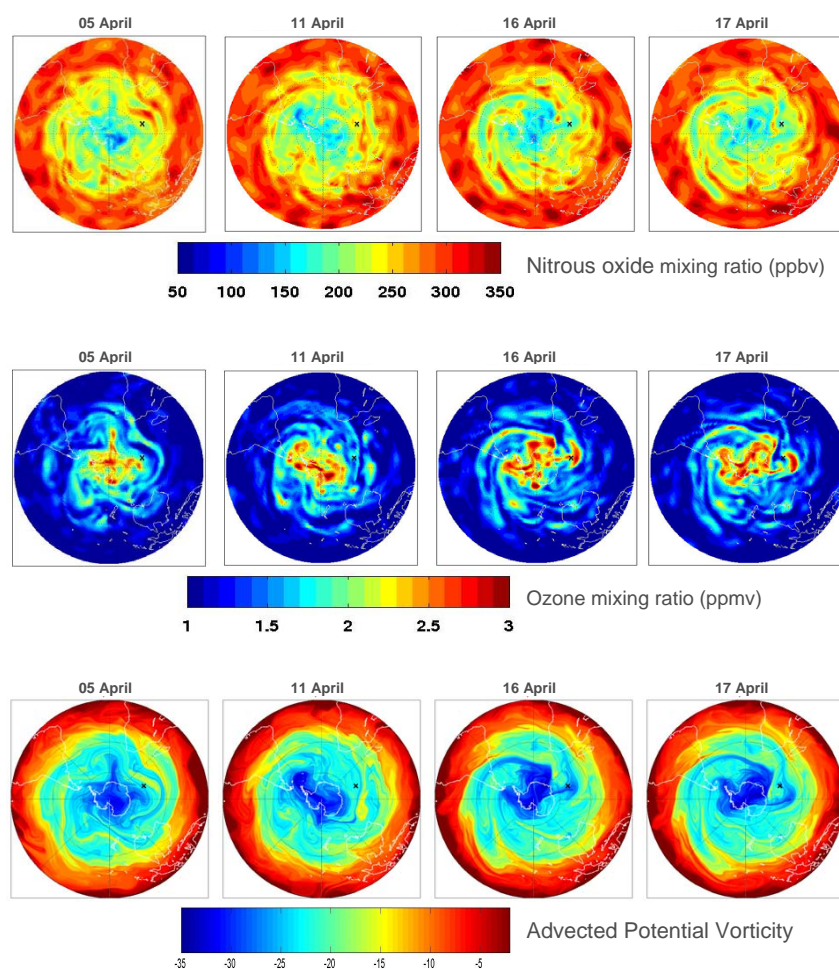 05 April 11 April 16 April 17 April
x x x x
50 100 150 200 250 300 350
Nitrous oxide mixing ratio (ppbv)
05 April 11 April 16 April 17 April
x x x x
1 1.5 2 2.5 3
Ozone mixing ratio (ppmv)
05 April 11 April 16 April 17 April
x x x x
-35 -30 -25 -20 -15 -10 -5
Advected Potential Vorticity